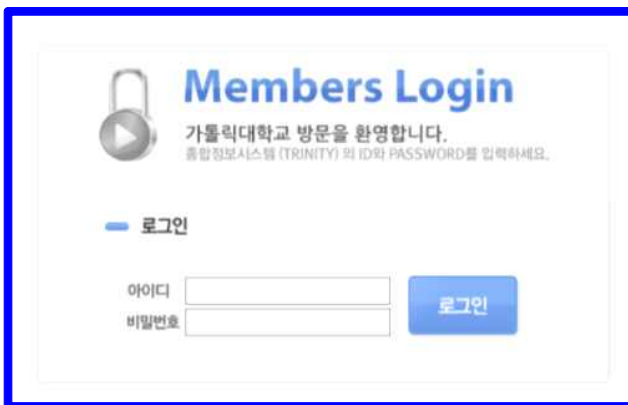 Members Login
가톨릭대학교 방문을 환영합니다.
종합정보시스템 (TRINITY) 의 ID와 PASSWORD를 입력하세요.
로그인
아이디
비밀번호
로그인